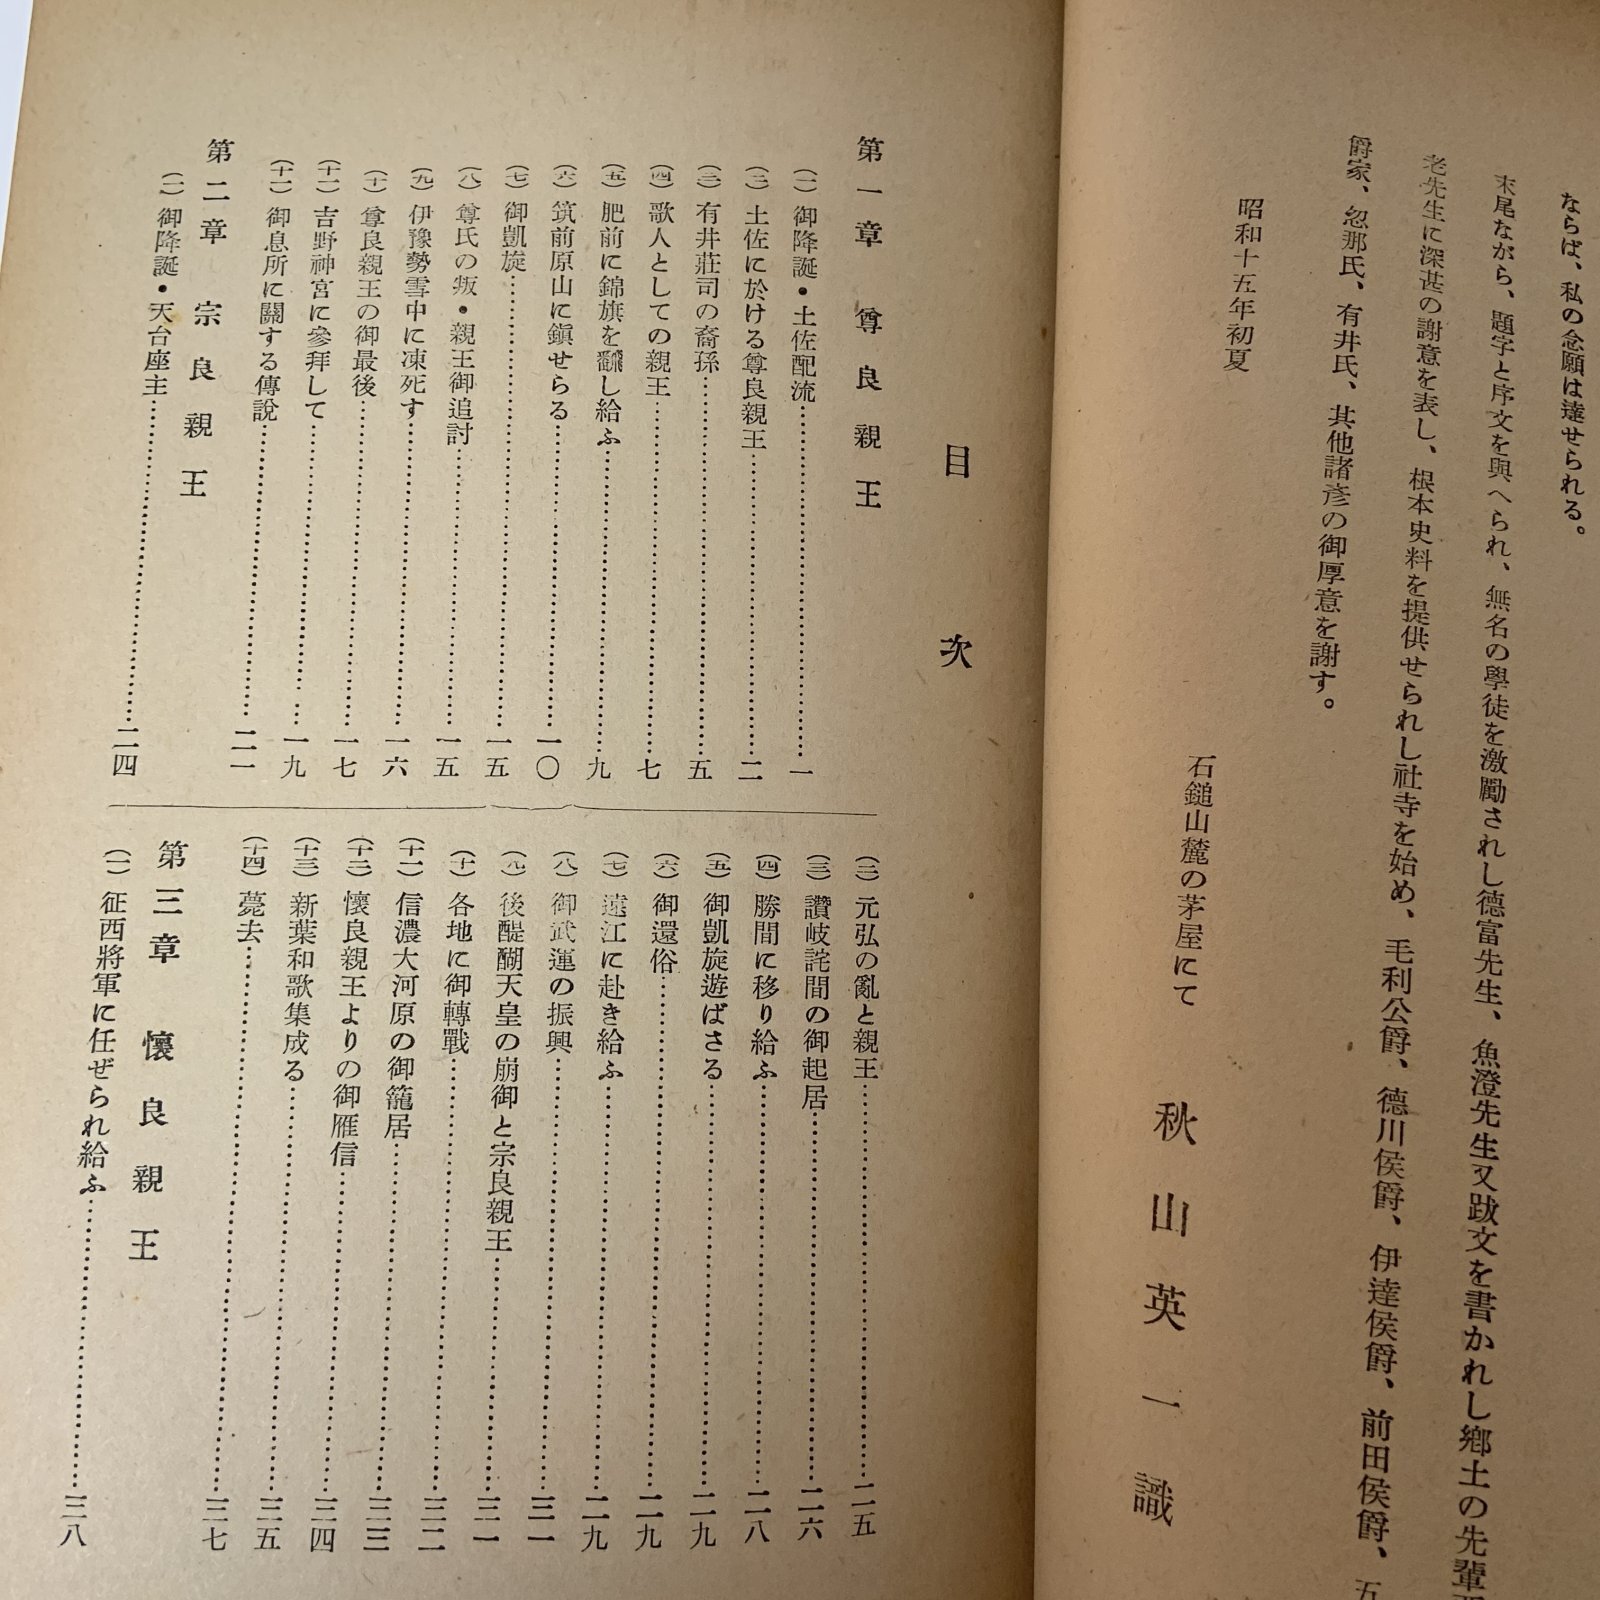 ならば、私の念願は達せられる。
末尾ながら、題字と序文を與へられ、無名の學徒を激勵されし德富先生、魚澄先生又跋文を書かれし鄕土の先輩
老先生に深甚の謝意を表し、根本史料を提供せられし社寺を始め、毛利公爵、德川侯爵、伊達侯爵、前田侯爵、五
爵家、忽那氏、有井氏、其他諸彥の御厚意を謝す。
昭和十五年初夏
石鎚山麓の茅屋にて
秋山英一識
目次
第一章 尊良親王
(一) 御降誕・土佐配流……一
(二) 土佐に於ける尊良親王……二
(三) 有井莊司の裔孫……五
(四) 歌人としての親王……七
(五) 肥前に錦旗を飜し給ふ……九
(六) 筑前原山に鎭せらる……一〇
(七) 御凱旋……一五
(八) 尊氏の叛・親王御追討……一五
(九) 伊豫勢雪中に凍死す……一六
(十) 尊良親王の御最後……一七
(十一) 吉野神宮に參拜して……一九
(十二) 御息所に關する傳說……二一
第二章 宗良親王
(一) 御降誕・天台座主……二四
(二) 元弘の亂と親王……二五
(三) 讚岐詫間の御起居……二六
(四) 勝間に移り給ふ……二八
(五) 御凱旋遊ばさる……二九
(六) 御還俗……二九
(七) 遠江に赴き給ふ……二九
(八) 御武運の振興……三一
(九) 後醍醐天皇の崩御と宗良親王……三一
(十) 各地に御轉戰……三二
(十一) 信濃大河原の御籠居……三三
(十二) 懷良親王よりの御雁信……三四
(十三) 新葉和歌集成る……三五
(十四) 薨去……三七
第三章 懷良親王
(一) 征西將軍に任ぜられ給ふ……三八